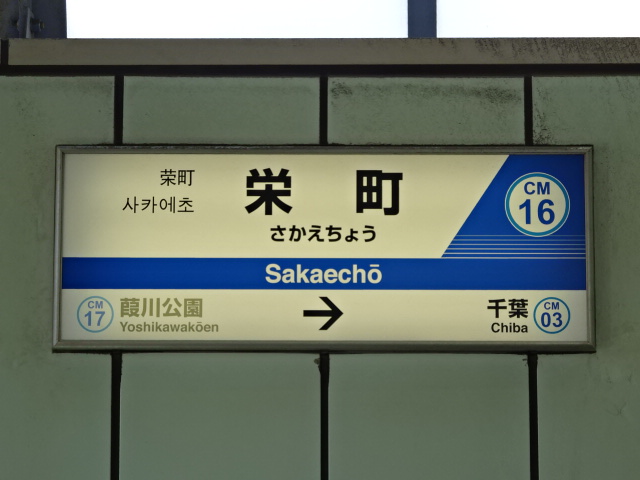 荣町
사카에초
栄町
さかえちょう
CM
16
Sakaechō
CM
17
葭川公園
Yoshikawakōen
→
千葉
Chiba
CM
03